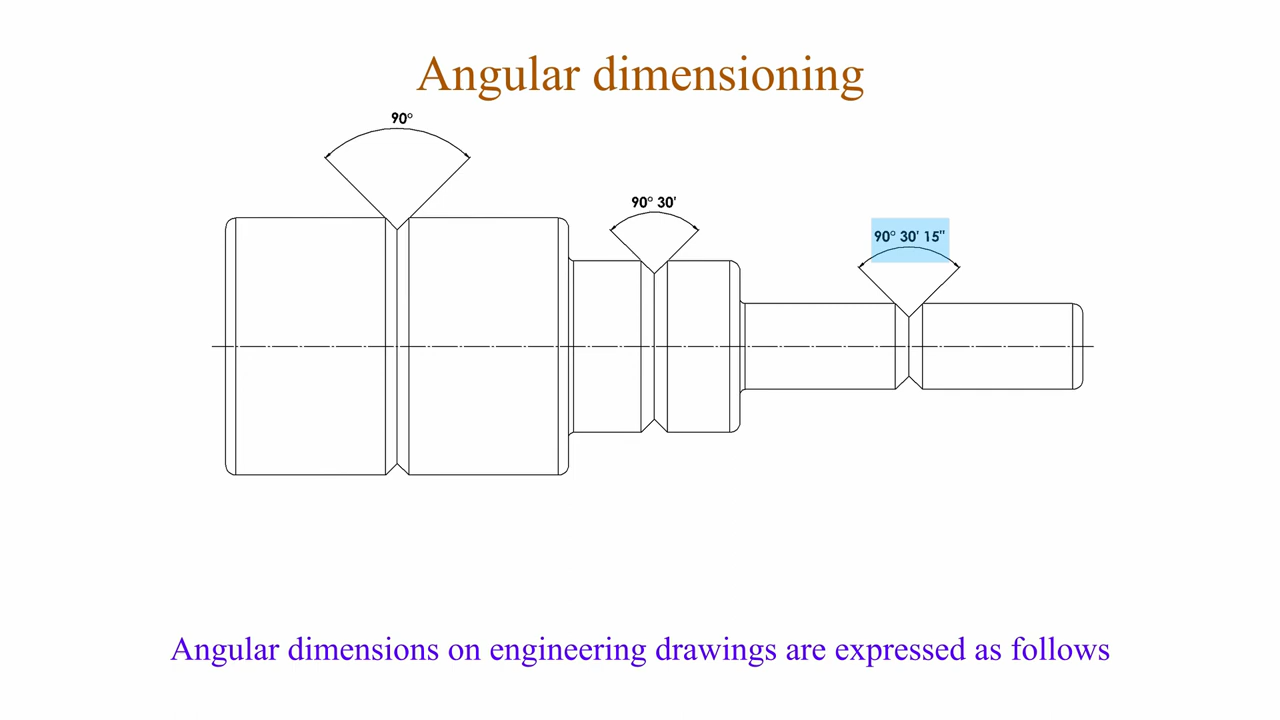 Angular dimensioning
90°
90° 30'
90° 30' 15"
Angular dimensions on engineering drawings are expressed as follows